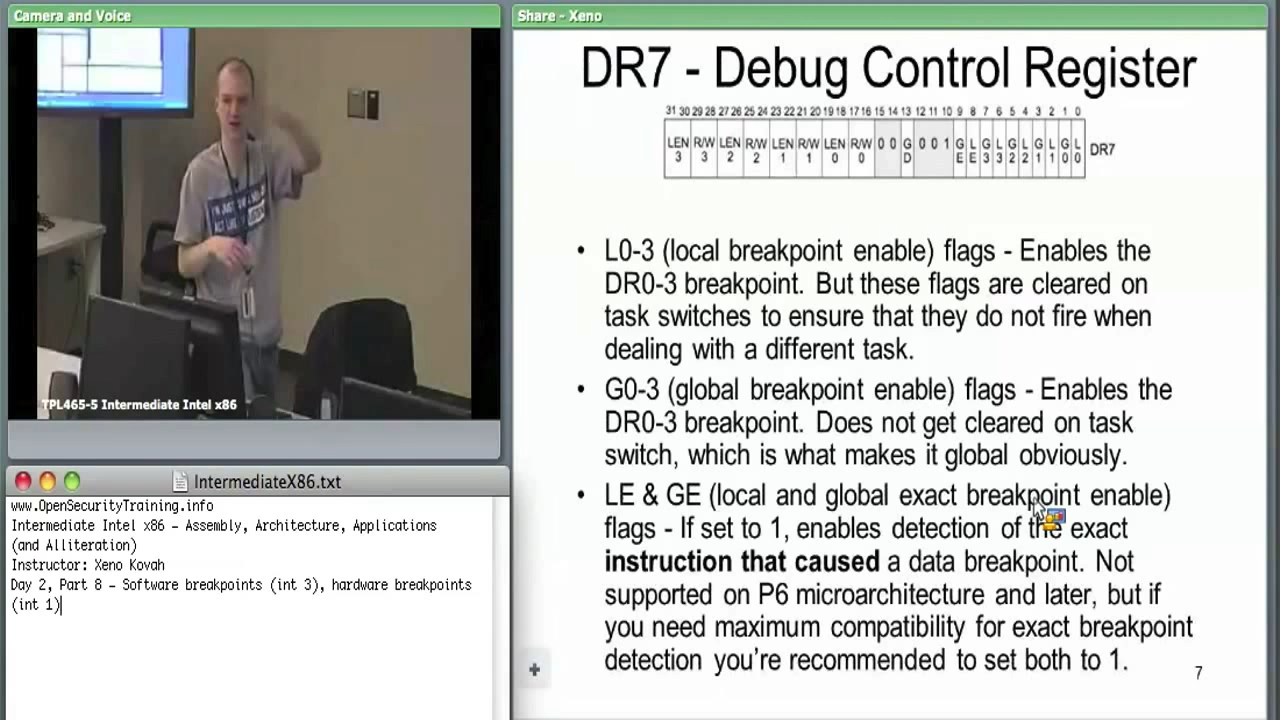 Camera and Voice
TPL465-5 Intermediate Intel x86
IntermediateX86.txt
www.OpenSecurityTraining.info
Intermediate Intel x86 – Assembly, Architecture, Applications
(and Alliteration)
Instructor: Xeno Kovah
Day 2, Part 8 – Software breakpoints (int 3), hardware breakpoints
(int 1)
Share - Xeno
DR7 - Debug Control Register
31 30 29 28 27 26 25 24 23 22 21 20 19 18 17 16 15 14 13 12 11 10 9 8 7 6 5 4 3 2 1 0
LEN 3 R/W 3 LEN 2 R/W 2 LEN 1 R/W 1 LEN 0 R/W 0 0 0 G D 0 0 1 G E L E G 3 L 3 G 2 L 2 G 1 L 1 G 0 L 0 DR7
• L0-3 (local breakpoint enable) flags - Enables the
DR0-3 breakpoint. But these flags are cleared on
task switches to ensure that they do not fire when
dealing with a different task.
• G0-3 (global breakpoint enable) flags - Enables the
DR0-3 breakpoint. Does not get cleared on task
switch, which is what makes it global obviously.
• LE & GE (local and global exact breakpoint enable)
flags - If set to 1, enables detection of the exact
instruction that caused a data breakpoint. Not
supported on P6 microarchitecture and later, but if
you need maximum compatibility for exact breakpoint
detection you're recommended to set both to 1.
7